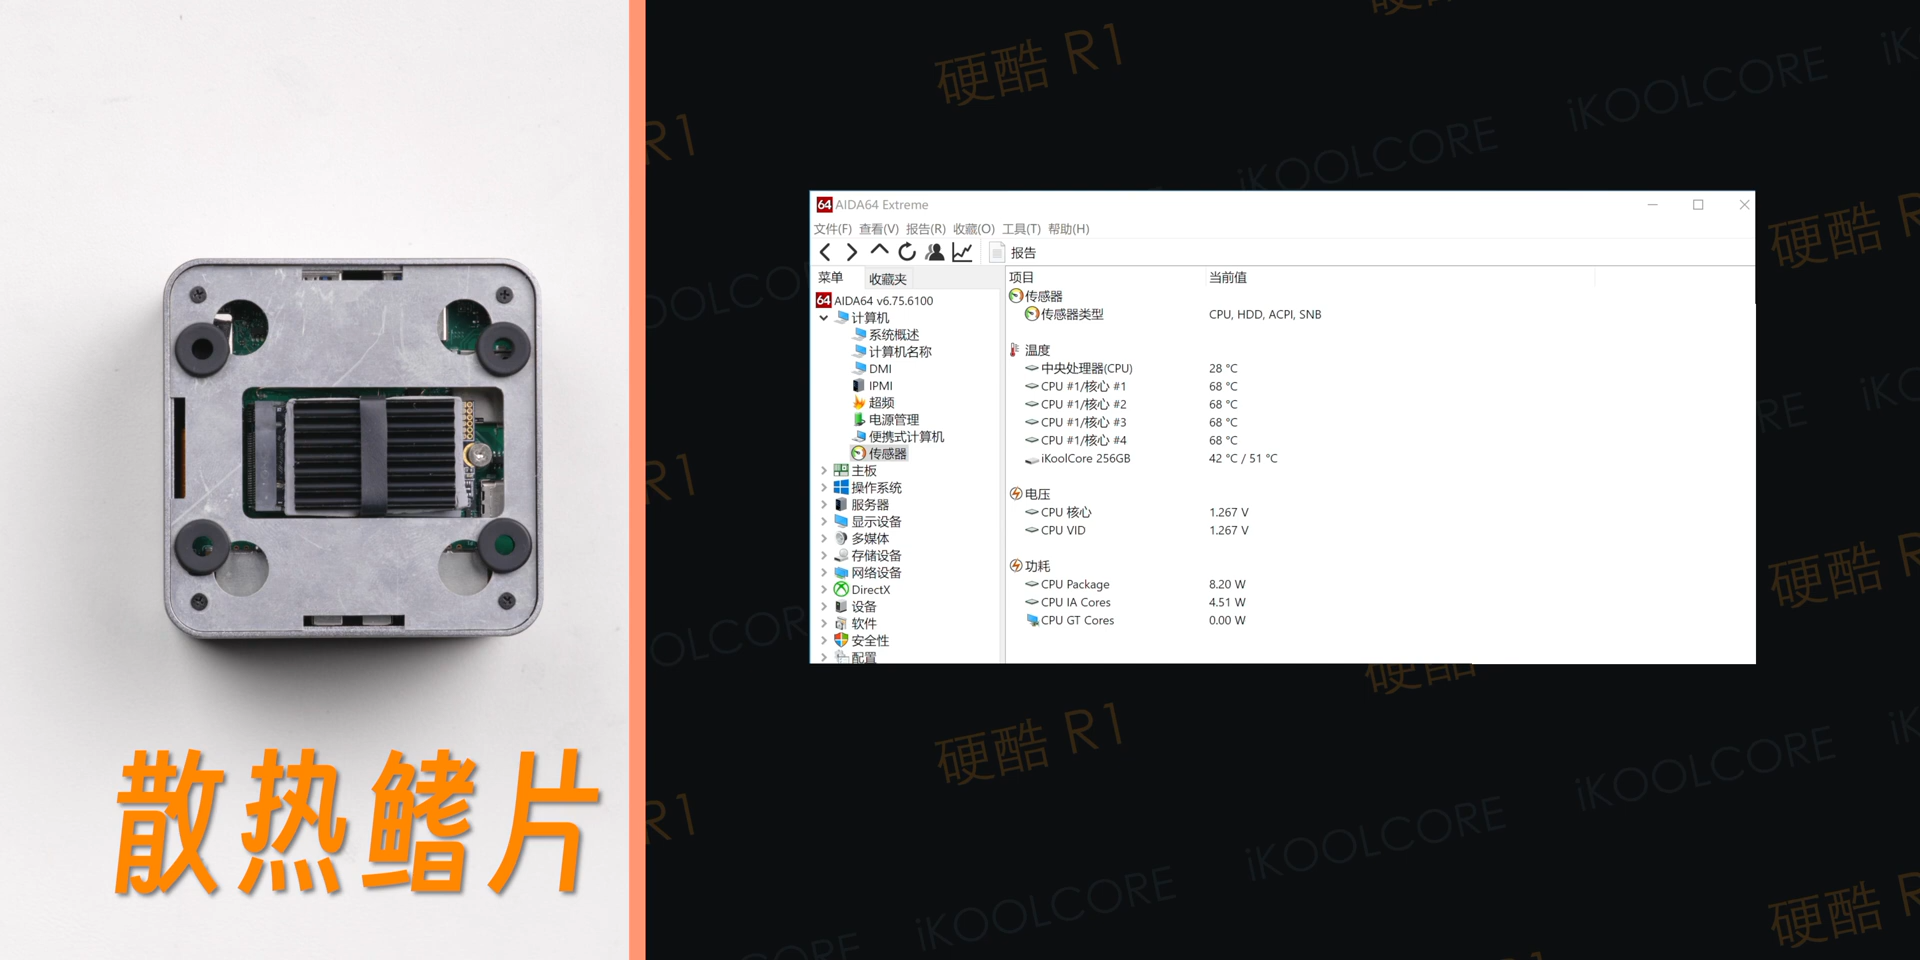 散热鳍片
硬酷 R1
iKOOLCORE
iKOOLCORE
R1
硬酷
AIDA64 Extreme
文件(F) 查看(V) 报告(R) 收藏(O) 工具(T) 帮助(H)
报告
菜单 收藏夹
项目 当前值
AIDA64 v6.75.6100
计算机
系统概述
计算机名称
DMI
IPMI
超频
电源管理
便携式计算机
传感器
主板
操作系统
服务器
显示设备
多媒体
存储设备
网络设备
DirectX
设备
软件
安全性
配置
传感器
传感器类型 CPU, HDD, ACPI, SNB
温度
中央处理器(CPU) 28 °C
CPU #1/核心 #1 68 °C
CPU #1/核心 #2 68 °C
CPU #1/核心 #3 68 °C
CPU #1/核心 #4 68 °C
iKoolCore 256GB 42 °C / 51 °C
电压
CPU 核心 1.267 V
CPU VID 1.267 V
功耗
CPU Package 8.20 W
CPU IA Cores 4.51 W
CPU GT Cores 0.00 W
R1
硬酷
硬酷 R1
iKOOLCORE
R1
iKOOLCORE
iKOOLCORE
硬酷